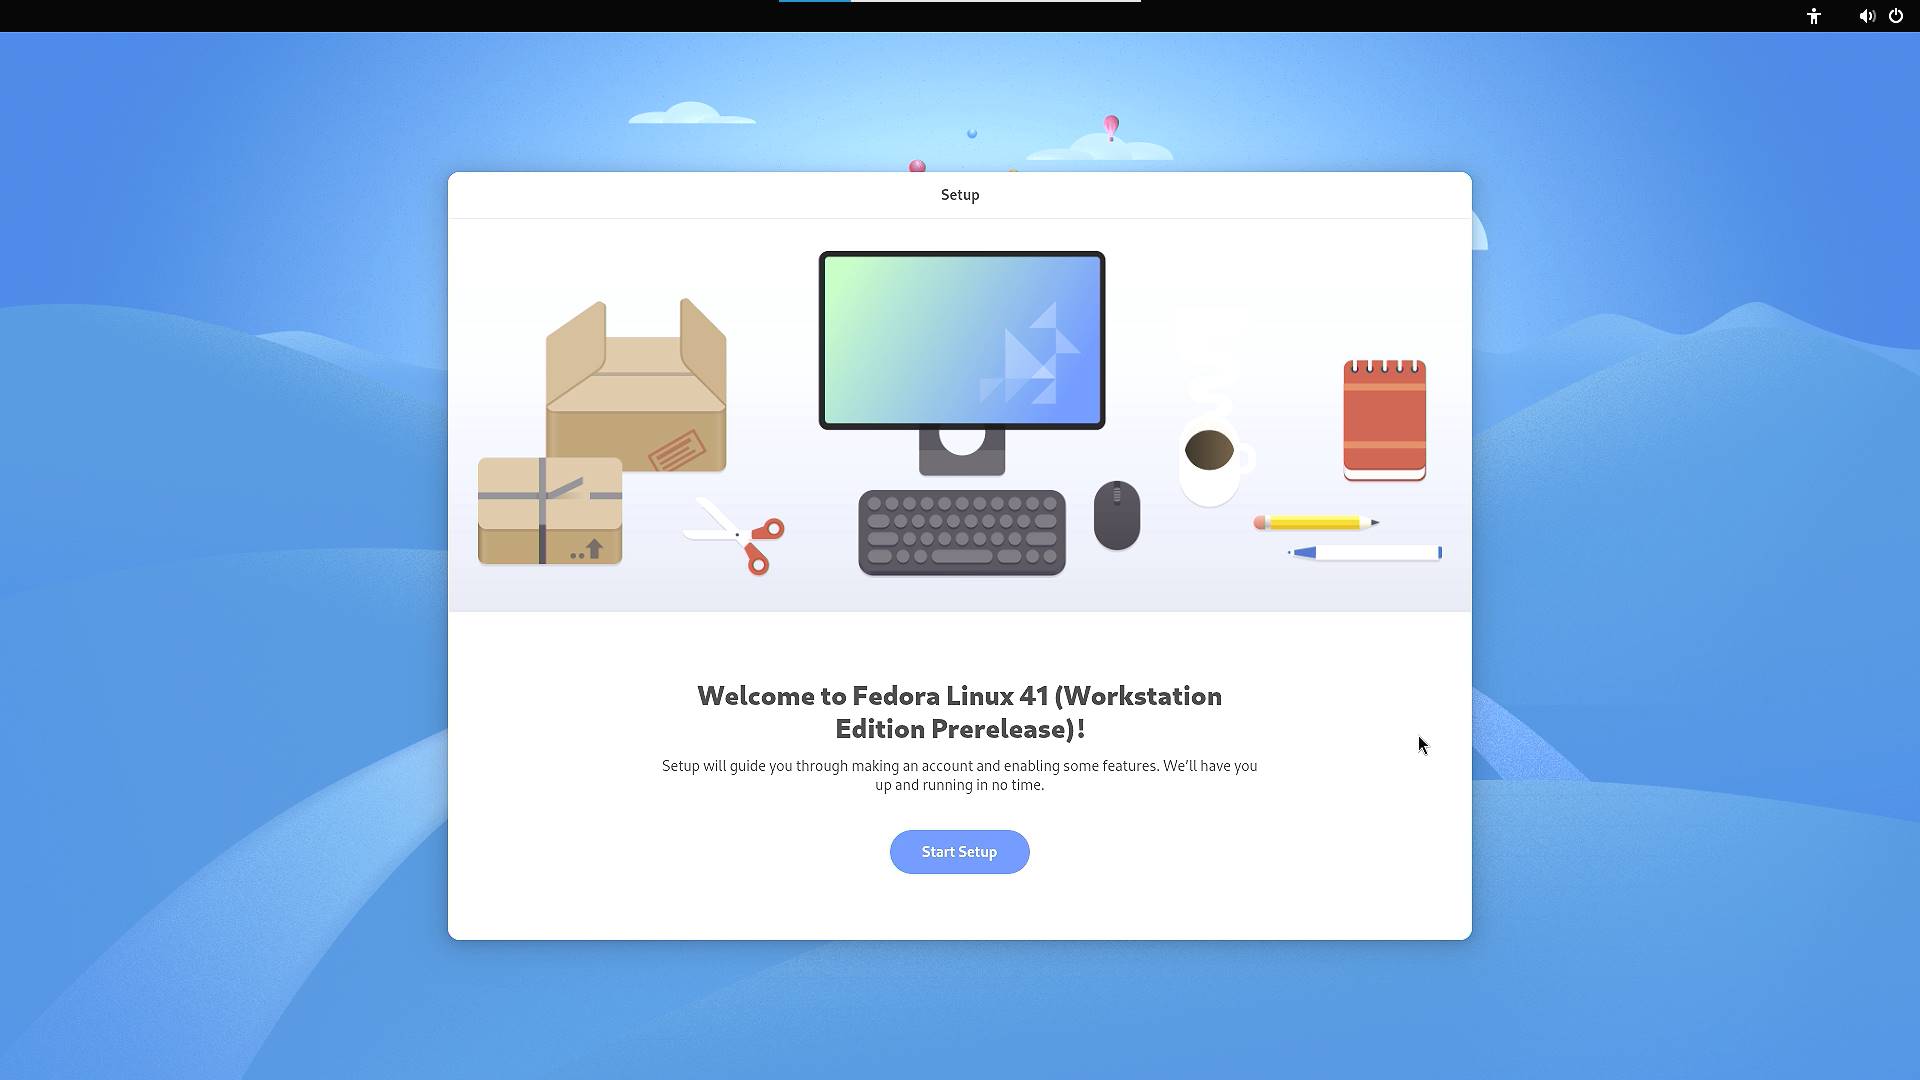 Setup
Welcome to Fedora Linux 41 (Workstation
Edition Prerelease)!
Setup will guide you through making an account and enabling some features. We’ll have you
up and running in no time.
Start Setup